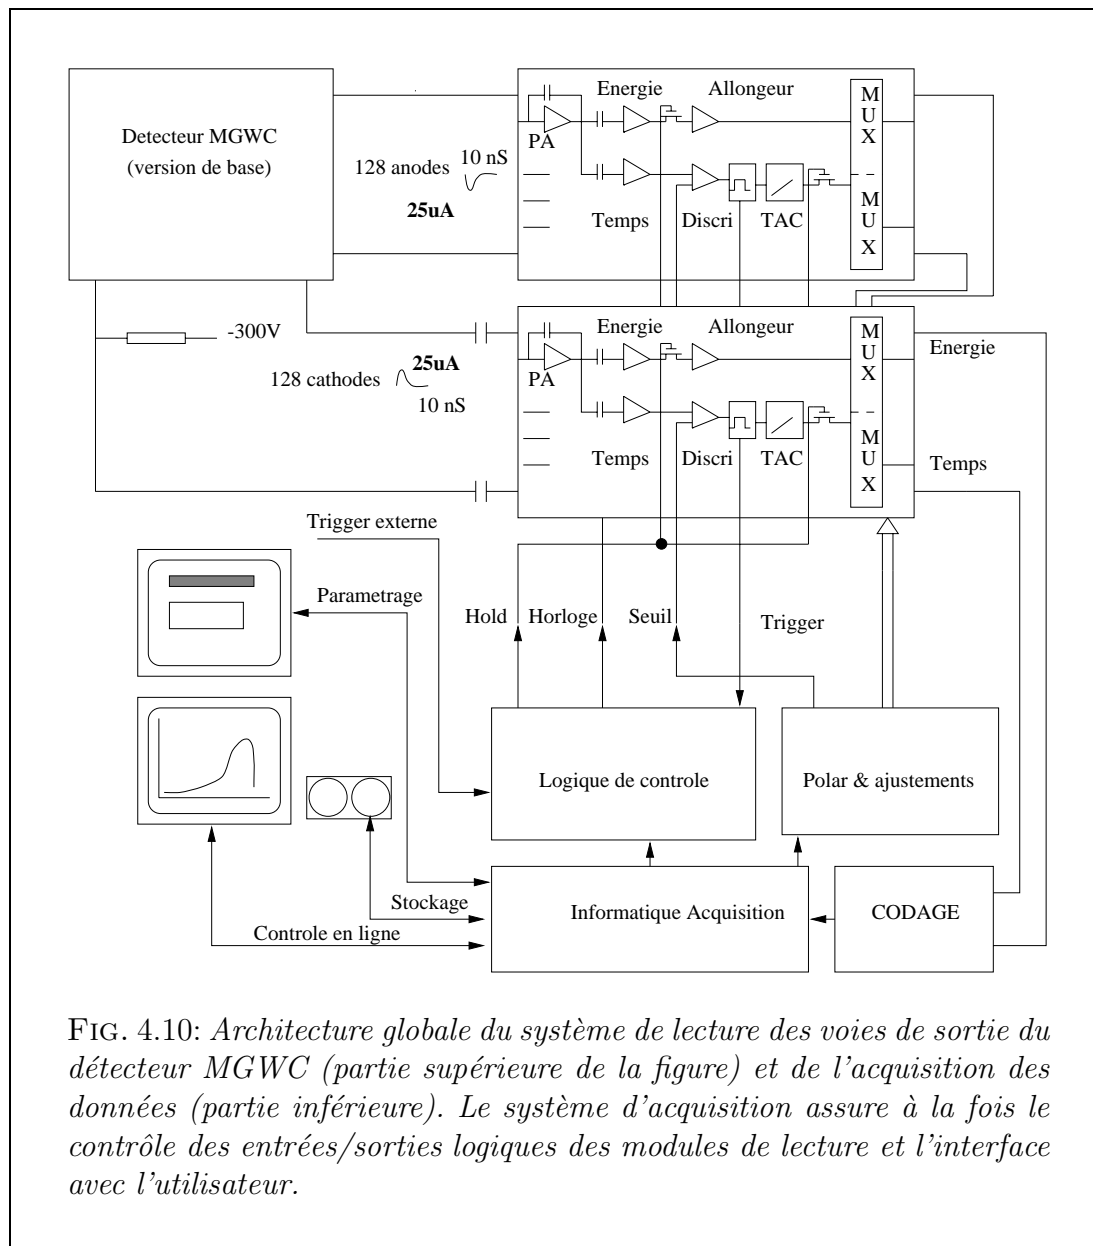 Detecteur MGWC
(version de base)
128 anodes
10 nS
25uA
Energie
Allongeur
PA
Temps
Discri
TAC
M
U
X
M
U
X
-300V
128 cathodes
25uA
10 nS
Energie
Allongeur
PA
Temps
Discri
TAC
M
U
X
M
U
X
Energie
Temps
Trigger externe
Parametrage
Hold
Horloge
Seuil
Trigger
Logique de controle
Polar & ajustements
Stockage
Controle en ligne
Informatique Acquisition
CODAGE
FIG. 4.10: Architecture globale du système de lecture des voies de sortie du
détecteur MGWC (partie supérieure de la figure) et de l'acquisition des
données (partie inférieure). Le système d'acquisition assure à la fois le
contrôle des entrées/sorties logiques des modules de lecture et l'interface
avec l'utilisateur.